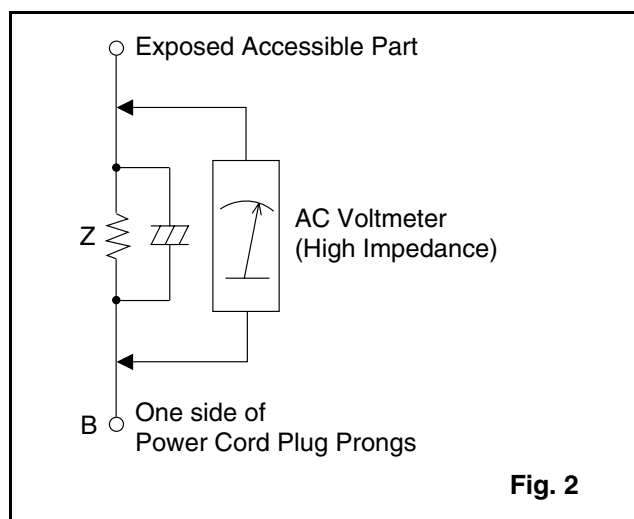 Exposed Accessible Part
Z
AC Voltmeter
(High Impedance)
B
One side of
Power Cord Plug Prongs
Fig. 2